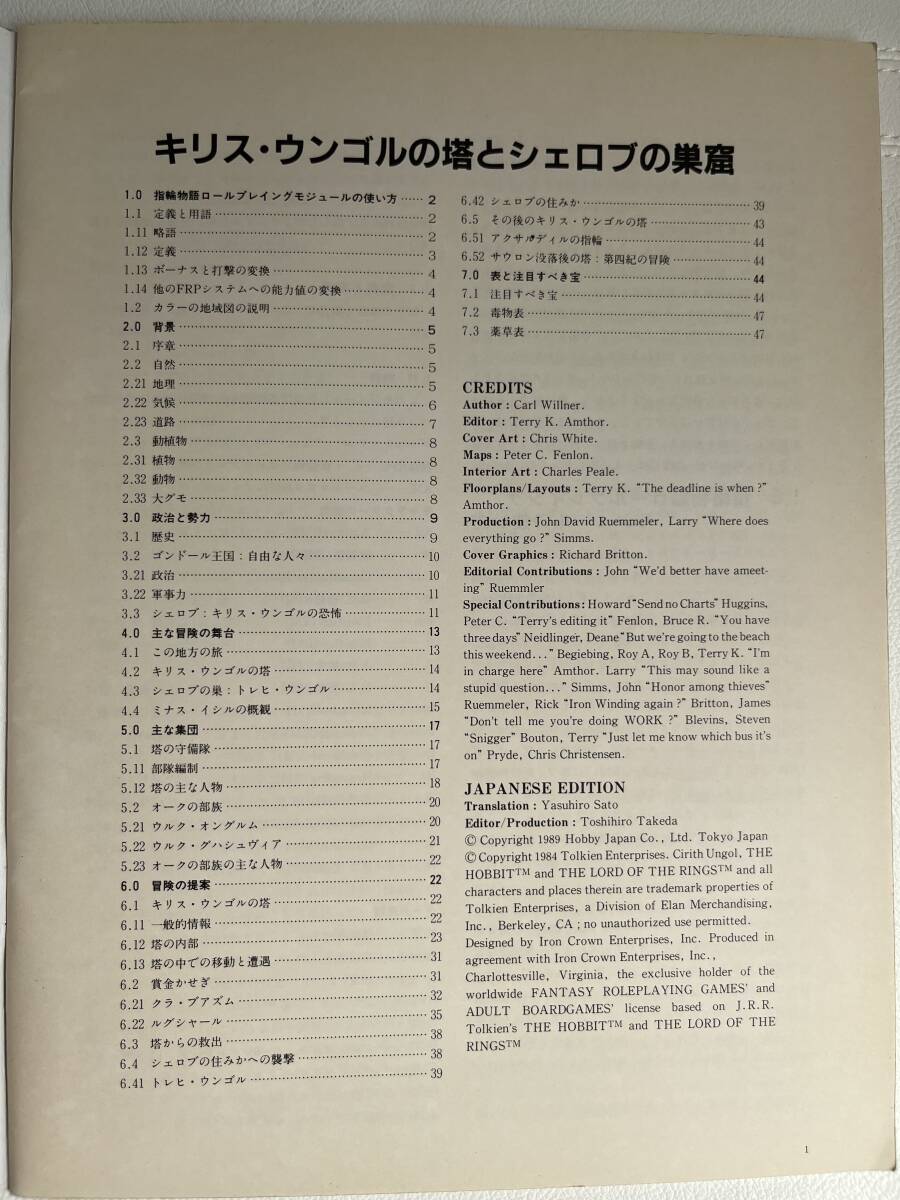 キリス・ウンゴルの塔とシェロブの巣窟
1.0 指輪物語ロールプレイングモジュールの使い方 …… 2
1.1 定義と用語 …… 2
1.11 略語 …… 2
1.12 定義 …… 3
1.13 ボーナスと打撃の変換 …… 4
1.14 他のFRPシステムへの能力値の変換 …… 4
1.2 カラーの地域図の説明 …… 4
2.0 背景 …… 5
2.1 序章 …… 5
2.2 自然 …… 5
2.21 地理 …… 5
2.22 気候 …… 6
2.23 道路 …… 7
2.3 動植物 …… 8
2.31 植物 …… 8
2.32 動物 …… 8
2.33 大グモ …… 8
3.0 政治と勢力 …… 9
3.1 歴史 …… 9
3.2 ゴンドール王国：自由な人々 …… 10
3.21 政治 …… 10
3.22 軍事力 …… 11
3.3 シェロブ：キリス・ウンゴルの恐怖 …… 11
4.0 主な冒険の舞台 …… 13
4.1 この地方の旅 …… 13
4.2 キリス・ウンゴルの塔 …… 14
4.3 シェロブの巣：トレヒ・ウンゴル …… 14
4.4 ミナス・イシルの概観 …… 15
5.0 主な集団 …… 17
5.1 塔の守備隊 …… 17
5.11 部隊編制 …… 17
5.12 塔の主な人物 …… 18
5.2 オークの部族 …… 20
5.21 ウルク・オングルム …… 20
5.22 ウルク・グハシュヴィア …… 21
5.23 オークの部族の主な人物 …… 22
6.0 冒険の提案 …… 22
6.1 キリス・ウンゴルの塔 …… 22
6.11 一般的情報 …… 22
6.12 塔の内部 …… 23
6.13 塔の中での移動と遭遇 …… 31
6.2 賞金かせぎ …… 31
6.21 クラ・ブアズム …… 32
6.22 ルグシャール …… 35
6.3 塔からの救出 …… 38
6.4 シェロブの住みかへの襲撃 …… 38
6.41 トレヒ・ウンゴル …… 39
6.42 シェロブの住みか …… 39
6.5 その後のキリス・ウンゴルの塔 …… 43
6.51 アクサルディルの指輪 …… 44
6.52 サウロン没落後の塔：第四紀の冒険 …… 44
7.0 表と注目すべき宝 …… 44
7.1 注目すべき宝 …… 44
7.2 毒物表 …… 47
7.3 薬草表 …… 47
CREDITS
Author : Carl Willner.
Editor : Terry K. Amthor.
Cover Art : Chris White.
Maps : Peter C. Fenlon.
Interior Art : Charles Peale.
Floorplans/Layouts : Terry K. "The deadline is when ?"
Amthor.
Production : John David Ruemmeler, Larry "Where does
everything go ?" Simms.
Cover Graphics : Richard Britton.
Editorial Contributions : John "We'd better have ameet-
ing" Ruemmler
Special Contributions : Howard "Send no Charts" Huggins,
Peter C. "Terry's editing it" Fenlon, Bruce R. "You have
three days" Neidlinger, Deane "But we're going to the beach
this weekend..." Begiebing, Roy A, Roy B, Terry K. "I'm
in charge here" Amthor. Larry "This may sound like a
stupid question..." Simms, John "Honor among thieves"
Ruemmeler, Rick "Iron Winding again ?" Britton, James
"Don't tell me you're doing WORK ?" Blevins, Steven
"Snigger" Bouton, Terry "Just let me know which bus it's
on" Pryde, Chris Christensen.
JAPANESE EDITION
Translation : Yasuhiro Sato
Editor/Production : Toshihiro Takeda
© Copyright 1989 Hobby Japan Co., Ltd. Tokyo Japan
© Copyright 1984 Tolkien Enterprises. Cirith Ungol, THE
HOBBIT™ and THE LORD OF THE RINGS™ and all
characters and places therein are trademark properties of
Tolkien Enterprises, a Division of Elan Merchandising,
Inc., Berkeley, CA ; no unauthorized use permitted.
Designed by Iron Crown Enterprises, Inc. Produced in
agreement with Iron Crown Enterprises, Inc.,
Charlottesville, Virginia, the exclusive holder of the
worldwide FANTASY ROLEPLAYING GAMES' and
ADULT BOARDGAMES' license based on J.R.R.
Tolkien's THE HOBBIT™ and THE LORD OF THE
RINGS™
1